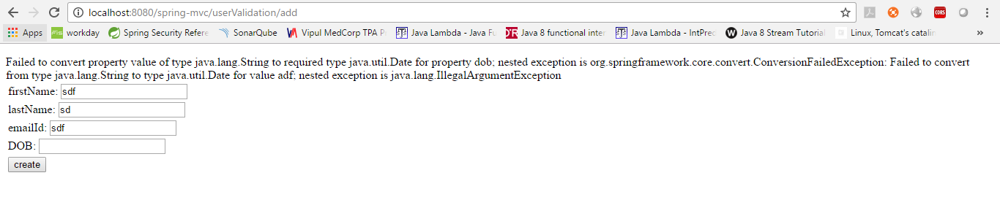 localhost:8080/spring-mvc/userValidation/add
CORS
Apps workday Spring Security Refere SonarQube Vipul MedCorp TPA P Java Lambda - Java Fu Java 8 functional inter Java Lambda - IntPred Java 8 Stream Tutorial Linux, Tomcat's catalin »
Failed to convert property value of type java.lang.String to required type java.util.Date for property dob; nested exception is org.springframework.core.convert.ConversionFailedException: Failed to convert
from type java.lang.String to type java.util.Date for value adf; nested exception is java.lang.IllegalArgumentException
firstName: sdf
lastName: sd
emailId: sdf
DOB:
create